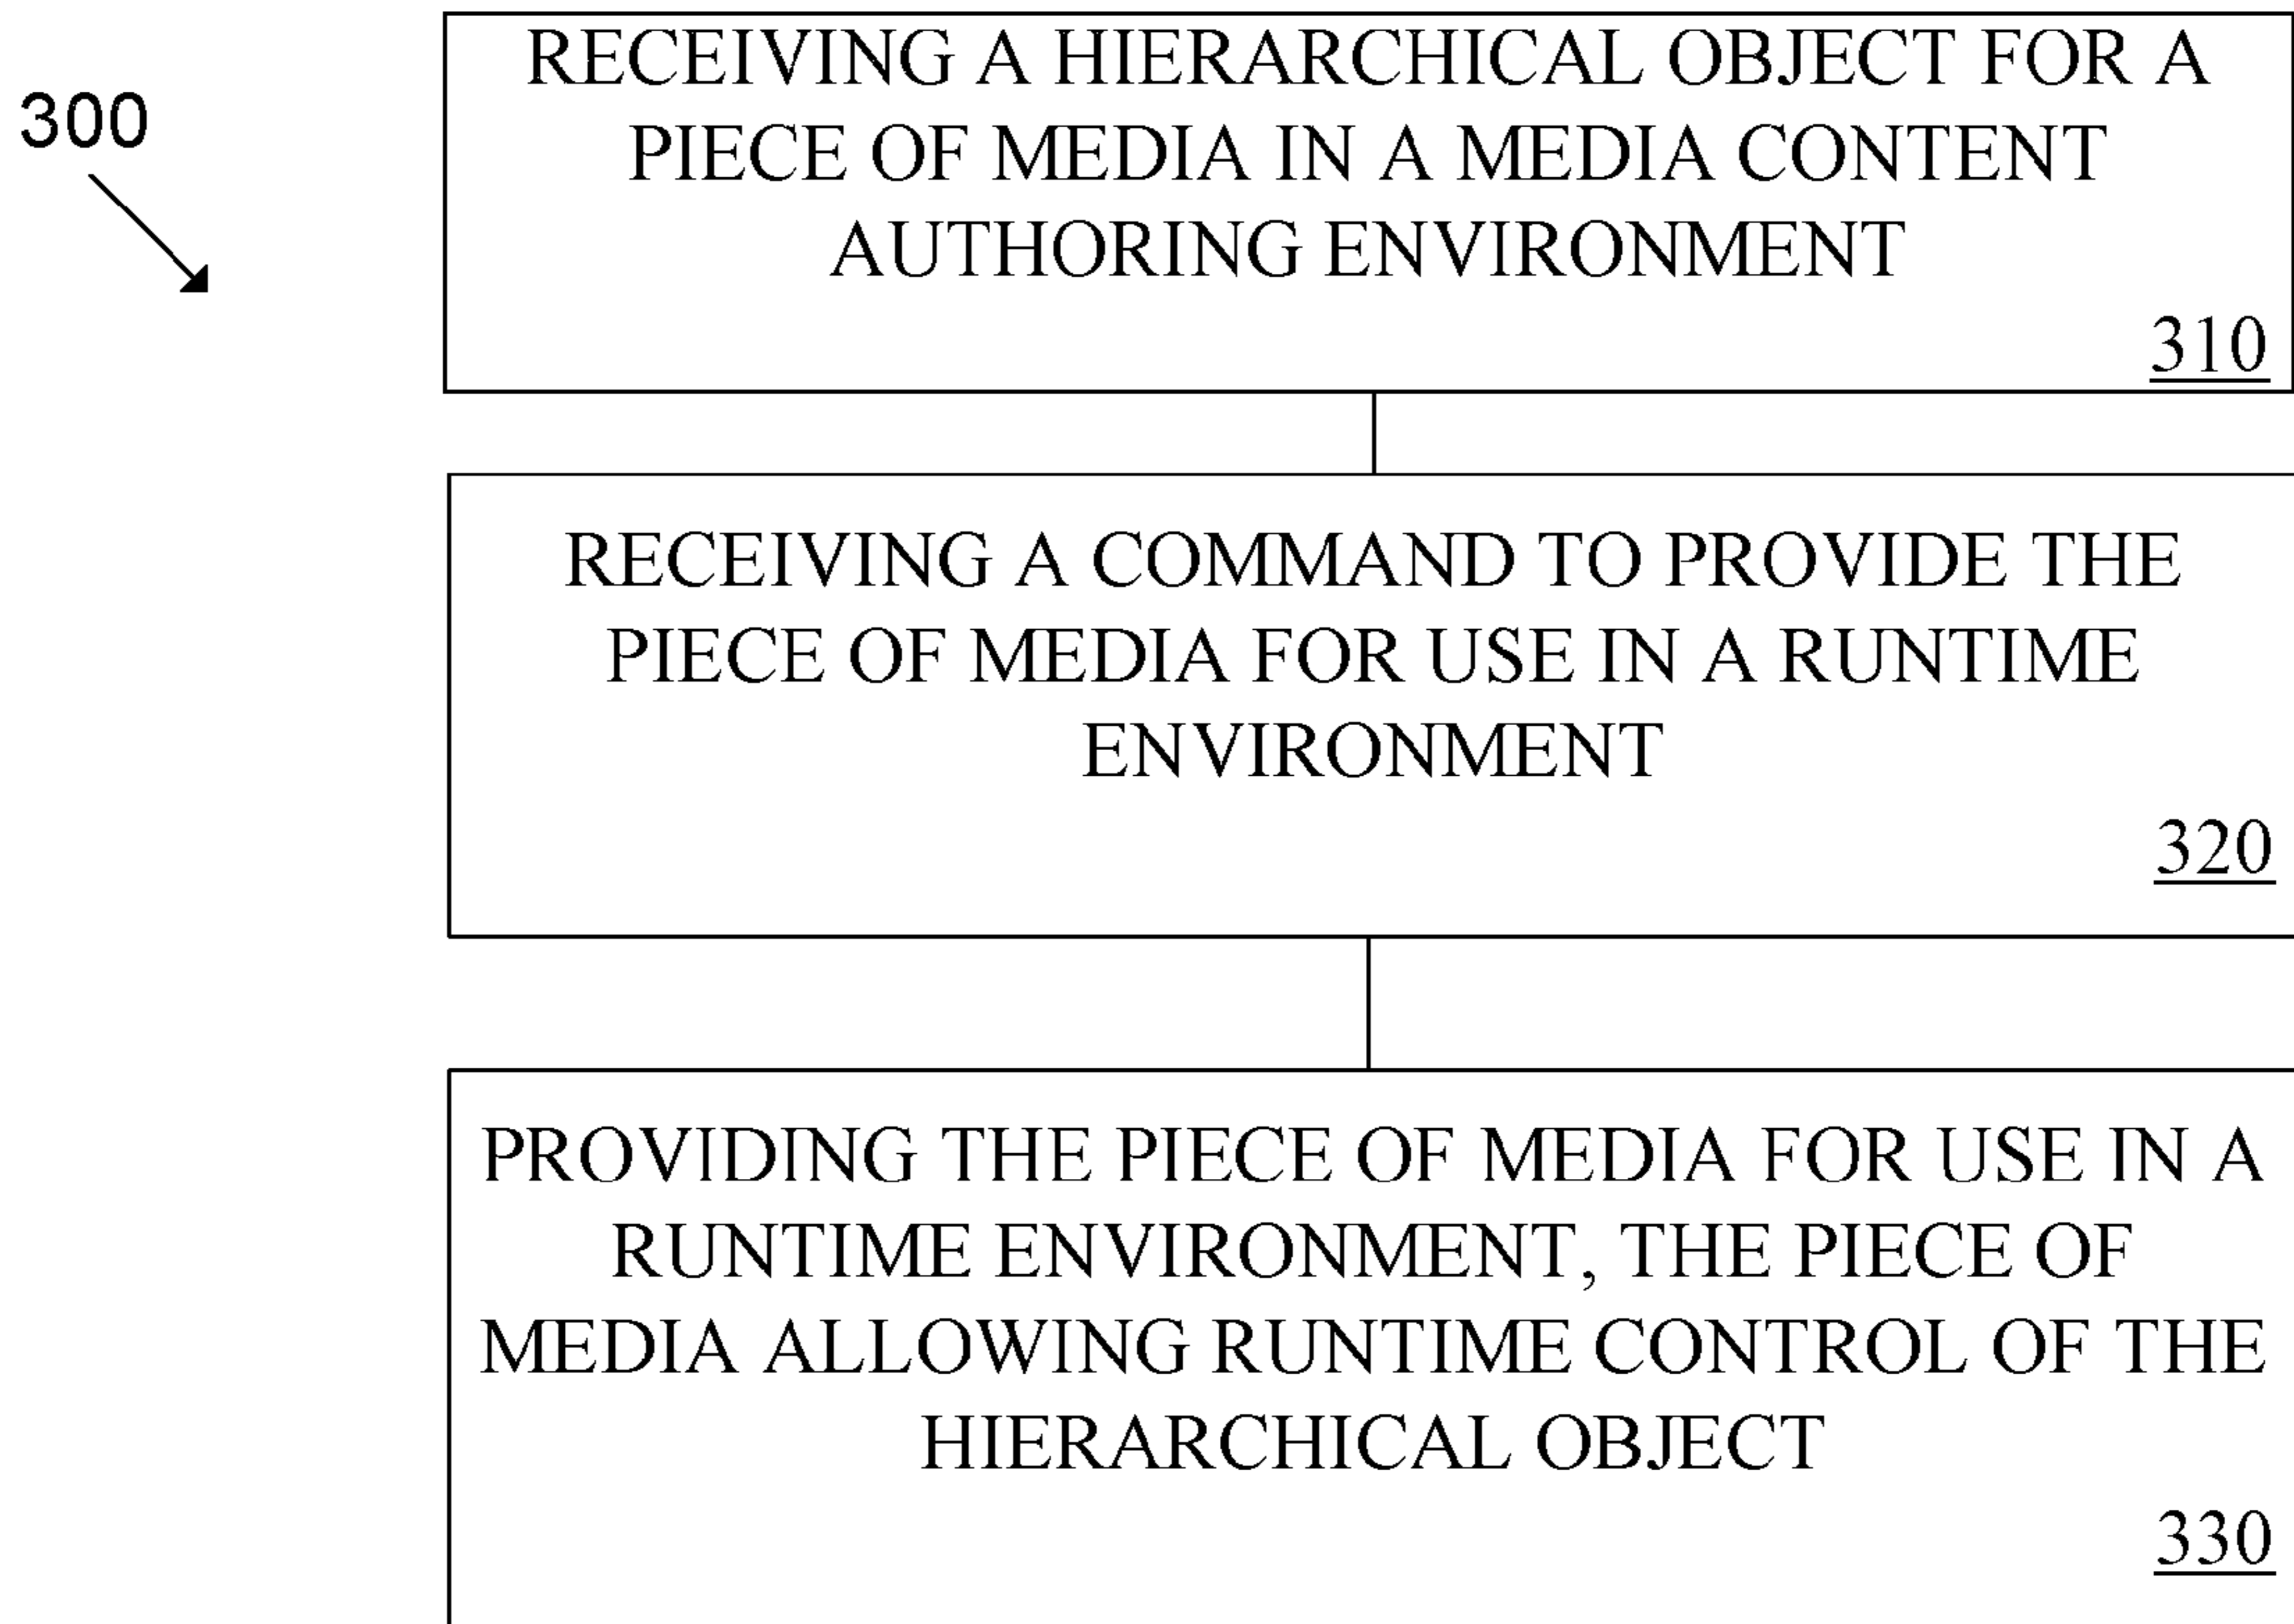 300
RECEIVING A HIERARCHICAL OBJECT FOR A
PIECE OF MEDIA IN A MEDIA CONTENT
AUTHORING ENVIRONMENT
310
RECEIVING A COMMAND TO PROVIDE THE
PIECE OF MEDIA FOR USE IN A RUNTIME
ENVIRONMENT
320
PROVIDING THE PIECE OF MEDIA FOR USE IN A
RUNTIME ENVIRONMENT, THE PIECE OF
MEDIA ALLOWING RUNTIME CONTROL OF THE
HIERARCHICAL OBJECT
330